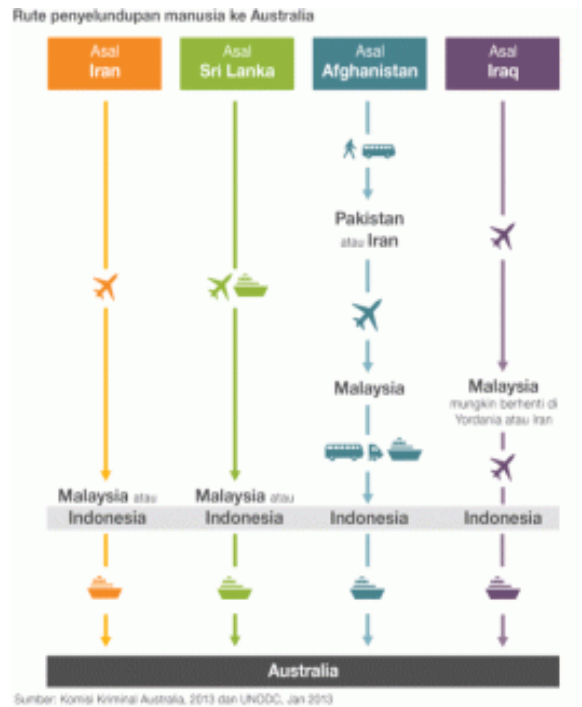 Rute penyelundupan manusia ke Australia
Asal
Iran
Asal
Sri Lanka
Asal
Afghanistan
Asal
Iraq
Pakistan
atau Iran
Malaysia
Malaysia
mungkin berhenti di
Yordania atau Iran
Malaysia atau
Indonesia
Malaysia atau
Indonesia
Indonesia
Indonesia
Australia
Sumber: Komisi Kriminal Australia, 2013 dan UNODC, Jan 2013